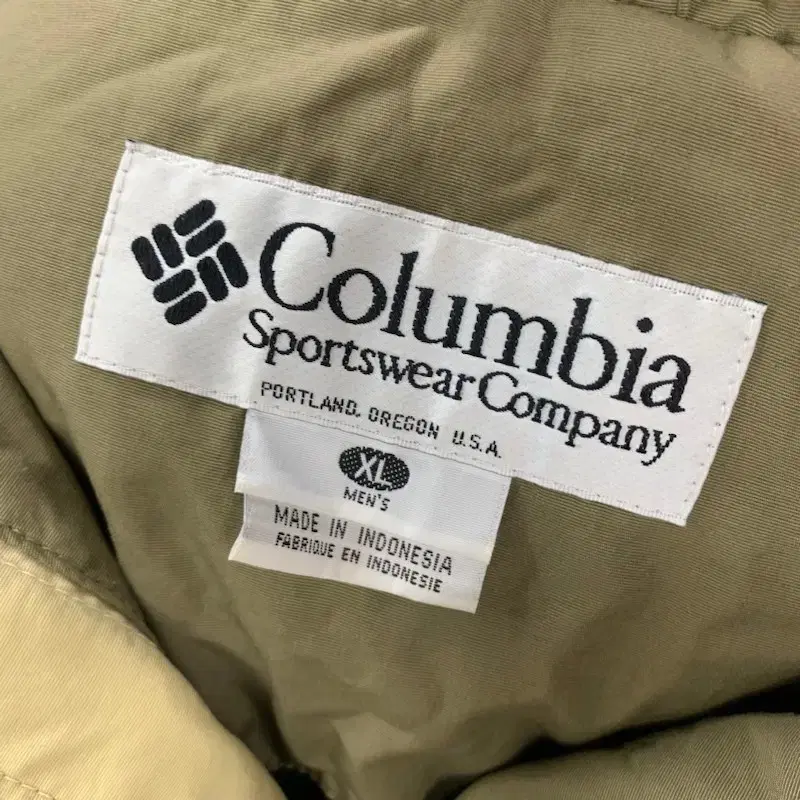 Columbia
Sportswear Company
PORTLAND, OREGON U.S.A.
XL
MEN'S
MADE IN INDONESIA
FABRIQUE EN INDONESIE